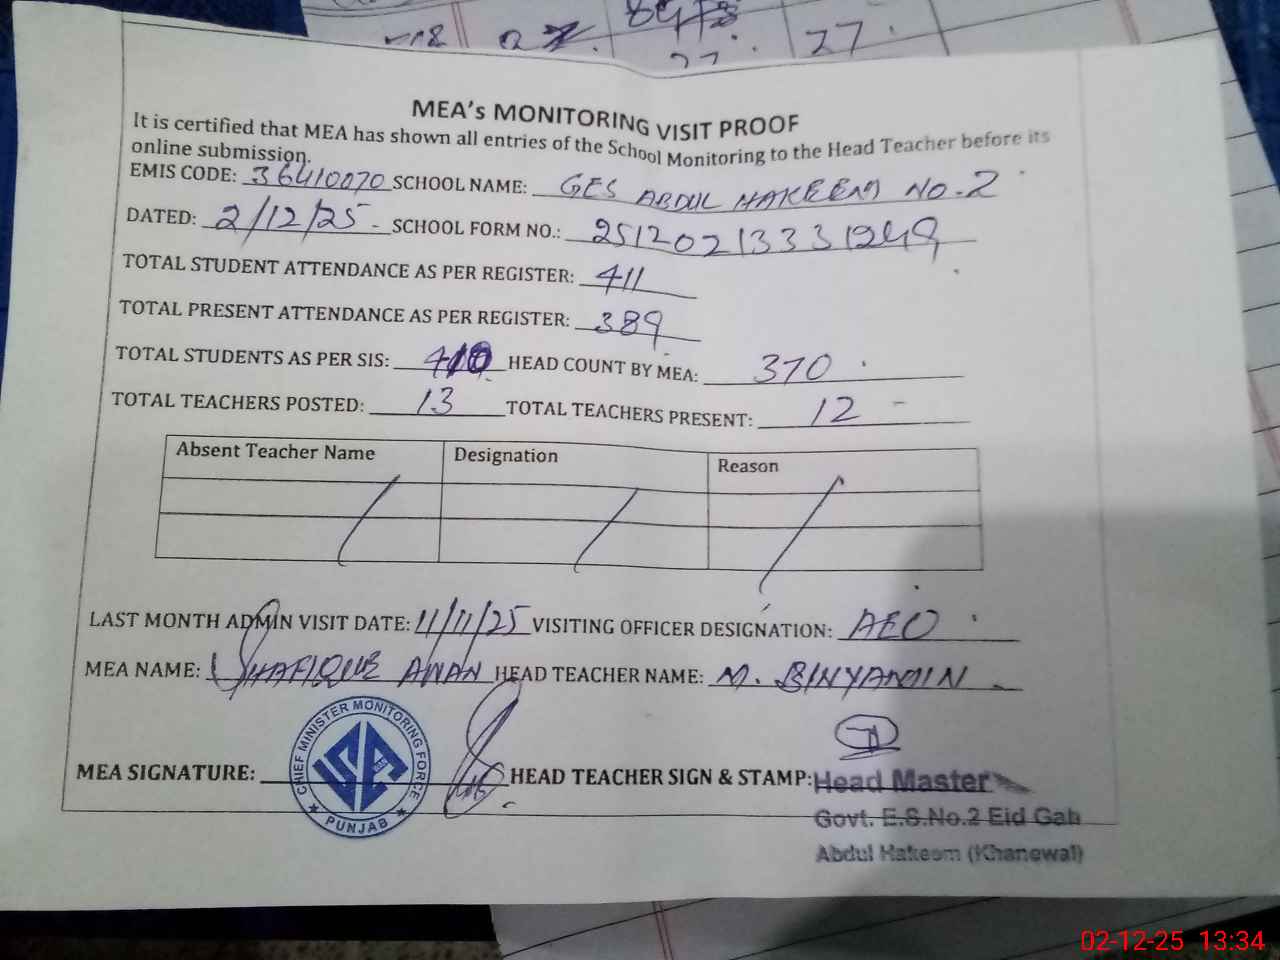 27.
27
MEA's MONITORING VISIT PROOF
It is certified that MEA has shown all entries of the School Monitoring to the Head Teacher before its
online submission.
EMIS CODE: 36410070 SCHOOL NAME: GES ABDUL HAKEEM NO.2
DATED: 2/12/25 SCHOOL FORM NO.: 25120213331249
TOTAL STUDENT ATTENDANCE AS PER REGISTER: 411
TOTAL PRESENT ATTENDANCE AS PER REGISTER: 389
TOTAL STUDENTS AS PER SIS: 410 HEAD COUNT BY MEA: 370
TOTAL TEACHERS POSTED: 13 TOTAL TEACHERS PRESENT: 12
Absent Teacher Name Designation Reason
LAST MONTH ADMIN VISIT DATE: 11/11/25 VISITING OFFICER DESIGNATION: AEO
MEA NAME: SHAFIQUE AWAN HEAD TEACHER NAME: M. BINYAMIN
CHIEF MINISTER MONITORING FORCE
PUNJAB
MEA SIGNATURE: HEAD TEACHER SIGN & STAMP:
Head Master
Govt. E.S.No.2 Eid Gah
Abdul Hakeem (Khanewal)
02-12-25 13:34